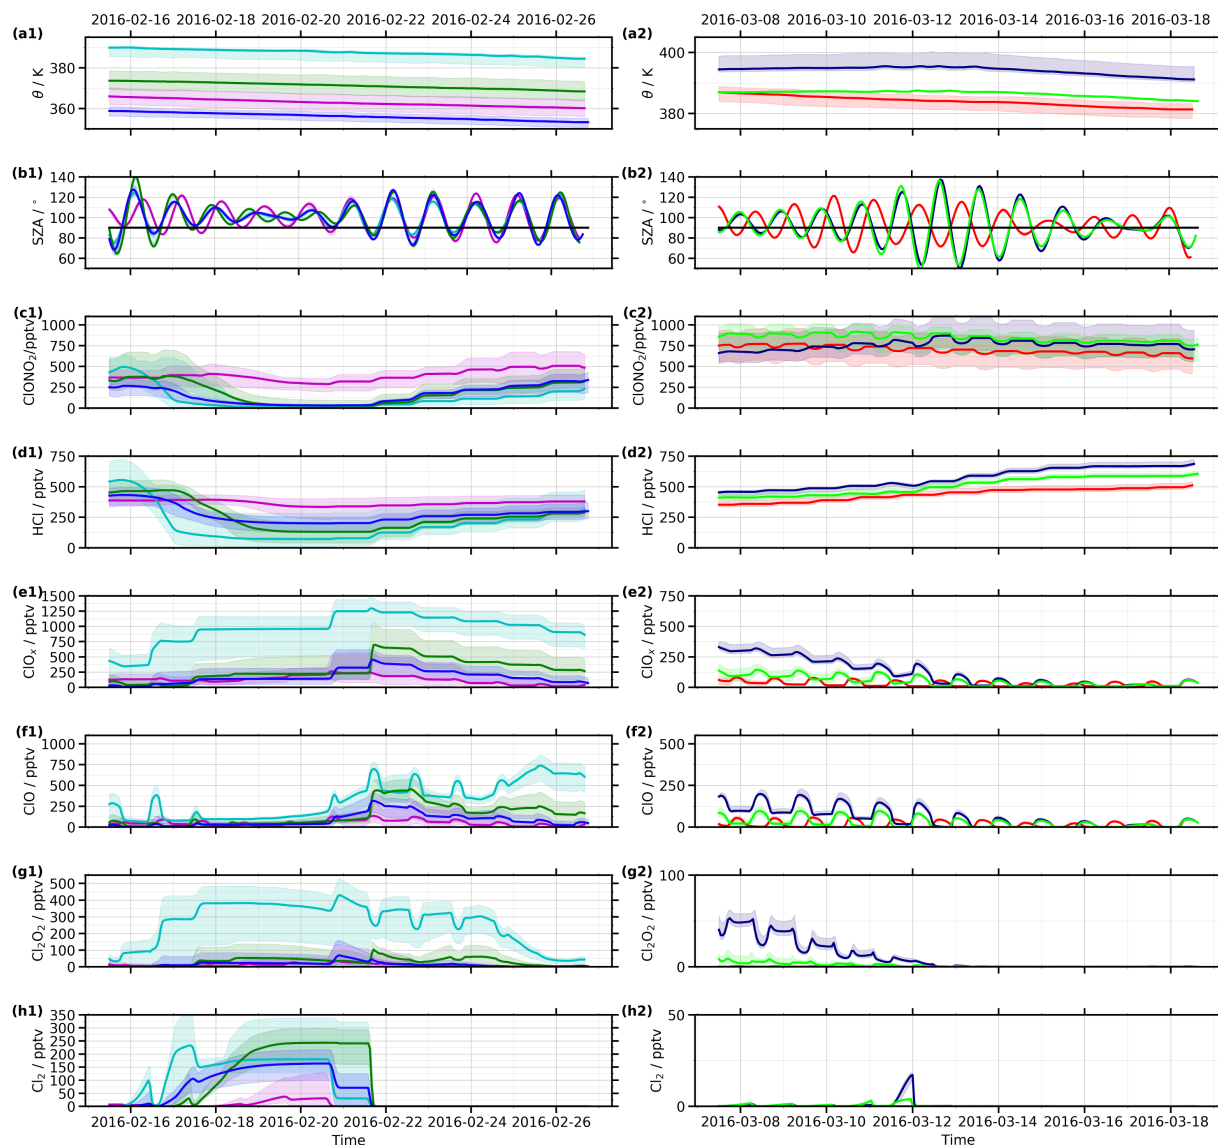 2016-02-16 2016-02-18 2016-02-20 2016-02-22 2016-02-24 2016-02-26
2016-03-08 2016-03-10 2016-03-12 2016-03-14 2016-03-16 2016-03-18
(a1)
380
360
θ / K
(a2)
400
380
θ / K
(b1)
140
120
100
80
60
SZA / °
(b2)
140
120
100
80
60
SZA / °
(c1)
1000
750
500
250
0
ClONO₂/pptv
(c2)
1000
750
500
250
0
ClONO₂/pptv
(d1)
750
500
250
0
HCl / pptv
(d2)
750
500
250
0
HCl / pptv
(e1)
1500
1250
1000
750
500
250
0
ClOₓ / pptv
(e2)
750
500
250
0
ClOₓ / pptv
(f1)
1000
750
500
250
0
ClO / pptv
(f2)
500
250
0
ClO / pptv
(g1)
500
400
300
200
100
0
Cl₂O₂ / pptv
(g2)
100
0
Cl₂O₂ / pptv
(h1)
350
300
250
200
150
100
50
0
Cl₂ / pptv
(h2)
50
0
Cl₂ / pptv
2016-02-16 2016-02-18 2016-02-20 2016-02-22 2016-02-24 2016-02-26
Time
2016-03-08 2016-03-10 2016-03-12 2016-03-14 2016-03-16 2016-03-18
Time